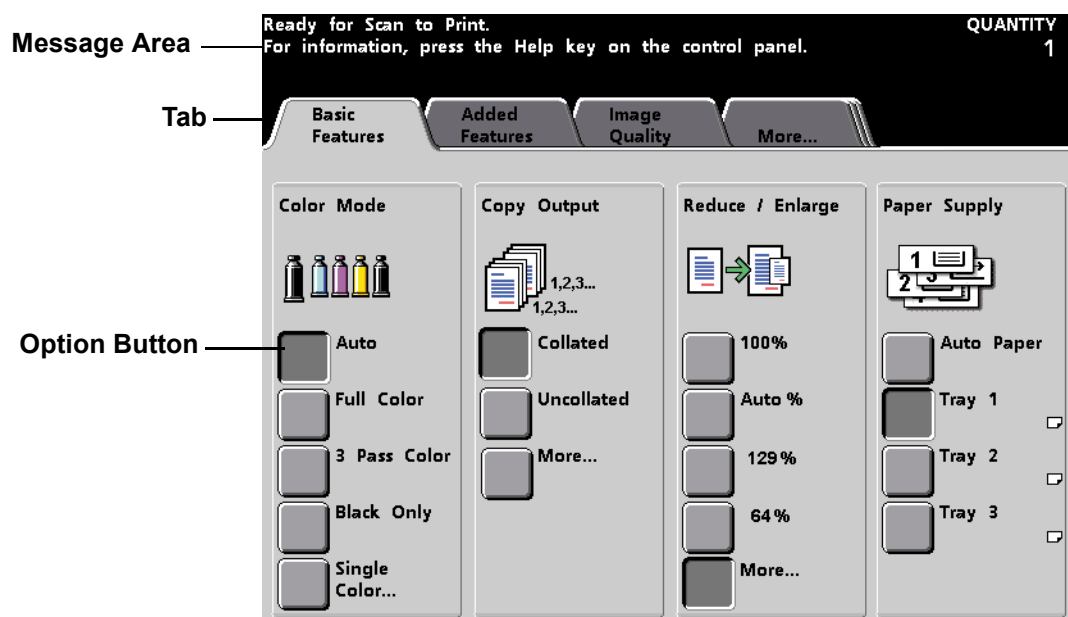 Message Area
Ready for Scan to Print.
For information, press the Help key on the control panel.
QUANTITY
1
Tab
Basic
Features
Added
Features
Image
Quality
More...
Color Mode
Copy Output
1,2,3...
1,2,3...
Reduce / Enlarge
Paper Supply
1
2
3
Option Button
Auto
Full Color
3 Pass Color
Black Only
Single
Color...
Collated
Uncollated
More...
100%
Auto %
129%
64%
More...
Auto Paper
Tray 1
Tray 2
Tray 3